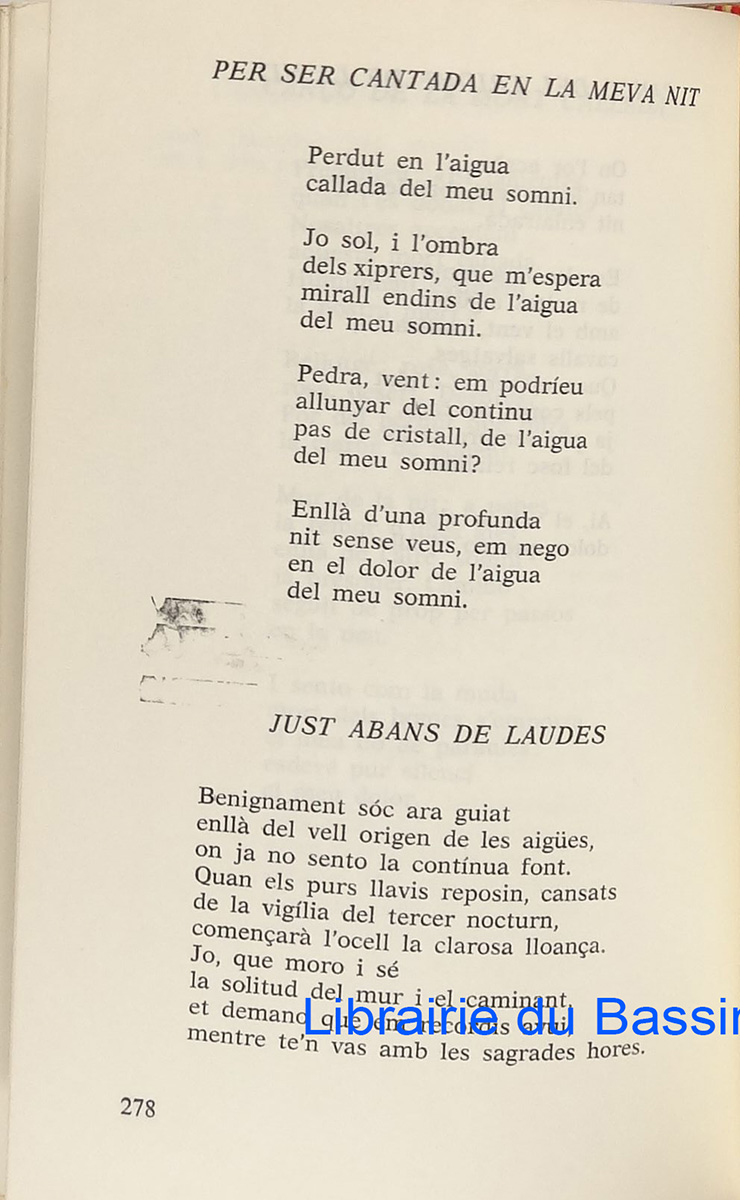 PER SER CANTADA EN LA MEVA NIT
Perdut en l'aigua
callada del meu somni.
Jo sol, i l'ombra
dels xiprers, que m'espera
mirall endins de l'aigua
del meu somni.
Pedra, vent: em podríeu
allunyar del continu
pas de cristall, de l'aigua
del meu somni?
Enllà d'una profunda
nit sense veus, em nego
en el dolor de l'aigua
del meu somni.
JUST ABANS DE LAUDES
Benignament sóc ara guiat
enllà del vell origen de les aigües,
on ja no sento la contínua font.
Quan els purs llavis reposin, cansats
de la vigília del tercer nocturn,
començarà l'ocell la clarosa lloança.
Jo, que moro i sé
la solitud del mur i el caminant,
et demano que em recordis avui,
mentre te'n vas amb les sagrades hores.
Librairie du Bassin
278